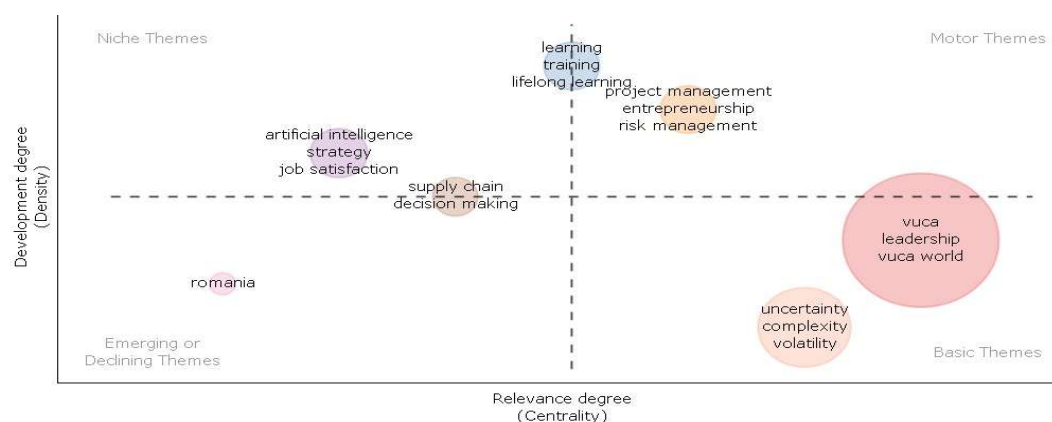 Niche Themes
Motor Themes
learning
training
lifelong learning
project management
entrepreneurship
risk management
artificial intelligence
strategy
job satisfaction
supply chain
decision making
vuca
leadership
vuca world
romania
uncertainty
complexity
volatility
Emerging or
Declining Themes
Basic Themes
Development degree
(Density)
Relevance degree
(Centrality)